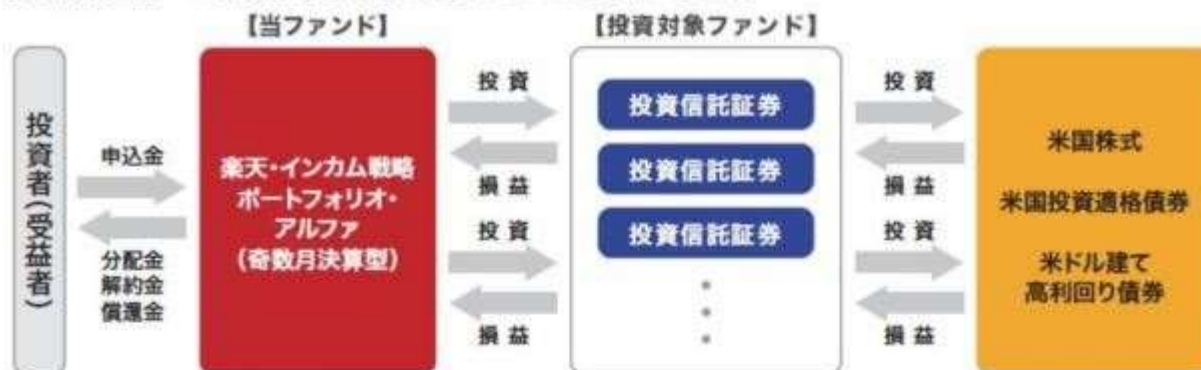 【当ファンド】
【投資対象ファンド】
投資者(受益者)
申込金
分配金
解約金
償還金
楽天・インカム戦略
ポートフォリオ・
アルファ
(奇数月決算型)
投資
損益
投資
損益
投資信託証券
投資信託証券
投資信託証券
投資
損益
投資
損益
米国株式
米国投資適格債券
米ドル建て
高利回り債券